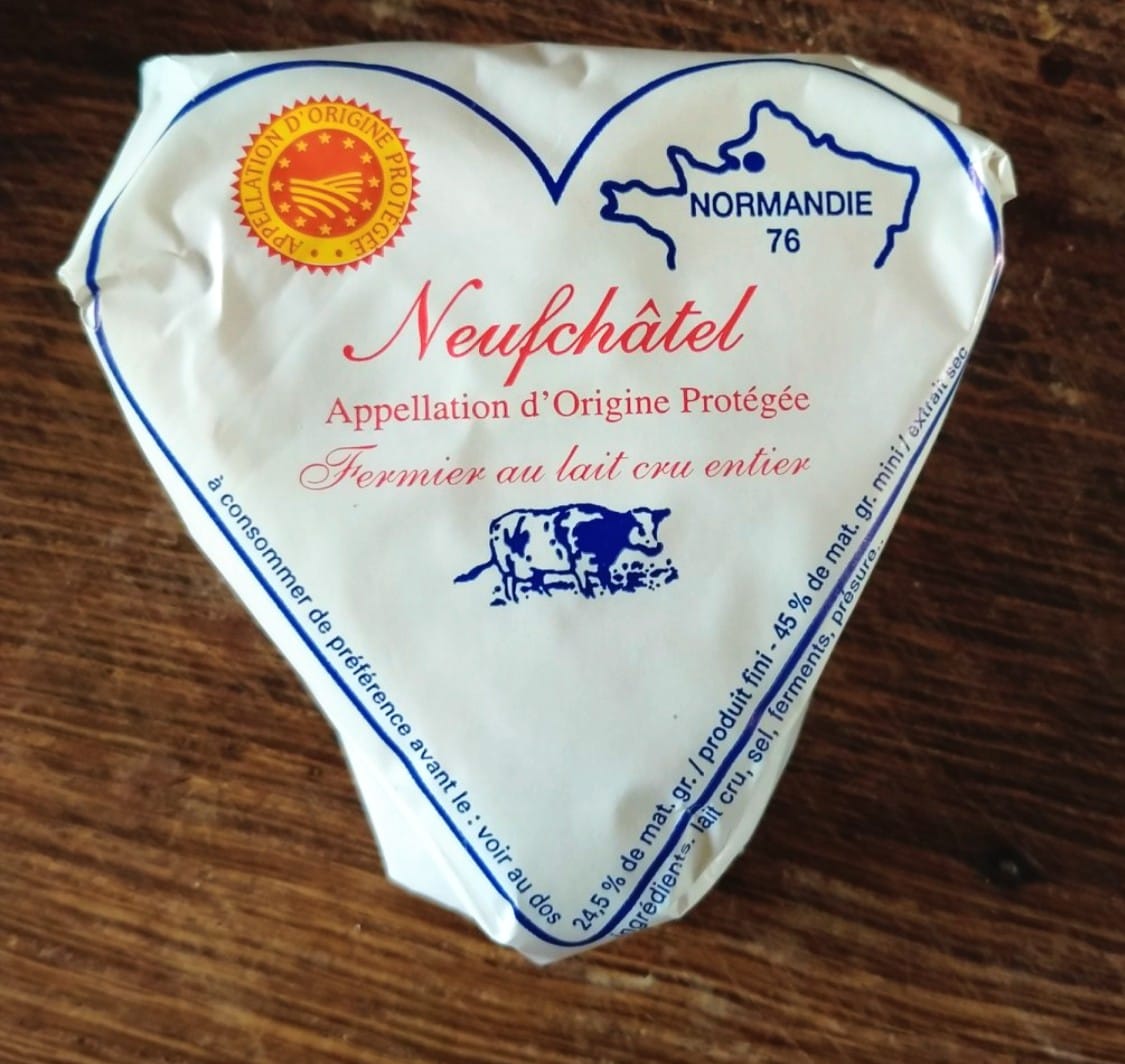 APPELLATION D'ORIGINE PROTÉGÉE
NORMANDIE
76
Neufchâtel
Appellation d'Origine Protégée
Fermier au lait cru entier
à consommer de préférence avant le : voir au dos
24,5 % de mat. gr. / produit fini - 45 % de mat. gr. mini / extrait sec
ingrédients. lait cru, sel, ferments, présure..